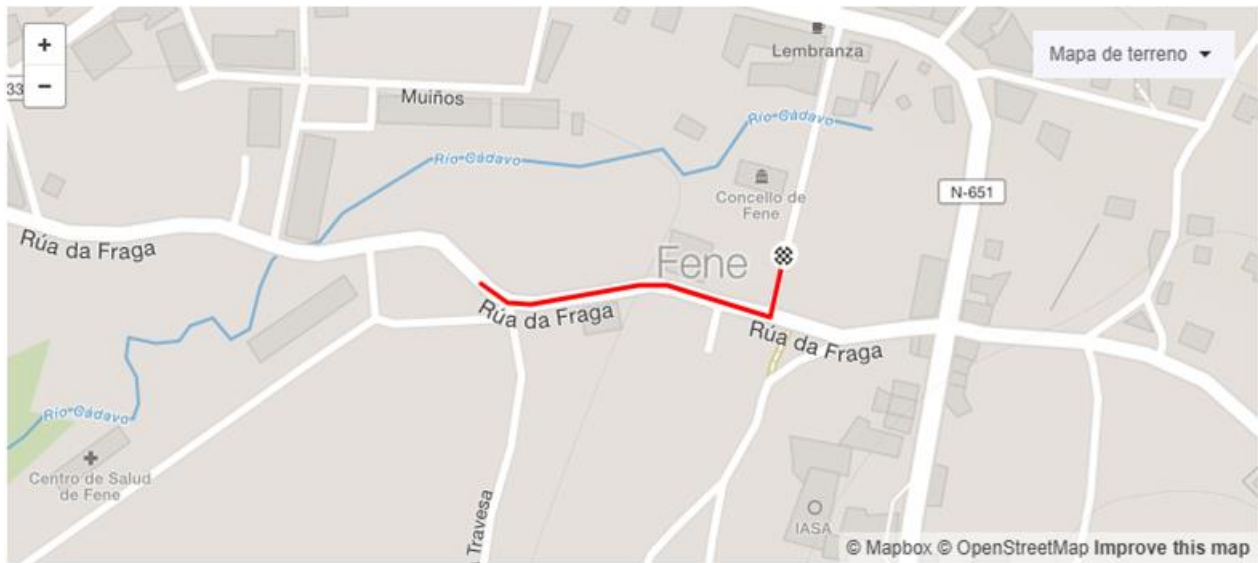 +
Lembranza
Mapa de terreno
33
−
Muiños
Río Cádavo
Río Cádavo
Concello de
Fene
N-651
Rúa da Fraga
Fene
Rúa da Fraga
Rúa da Fraga
Río Cádavo
Centro de Salud
de Fene
Travesa
IASA
© Mapbox © OpenStreetMap Improve this map